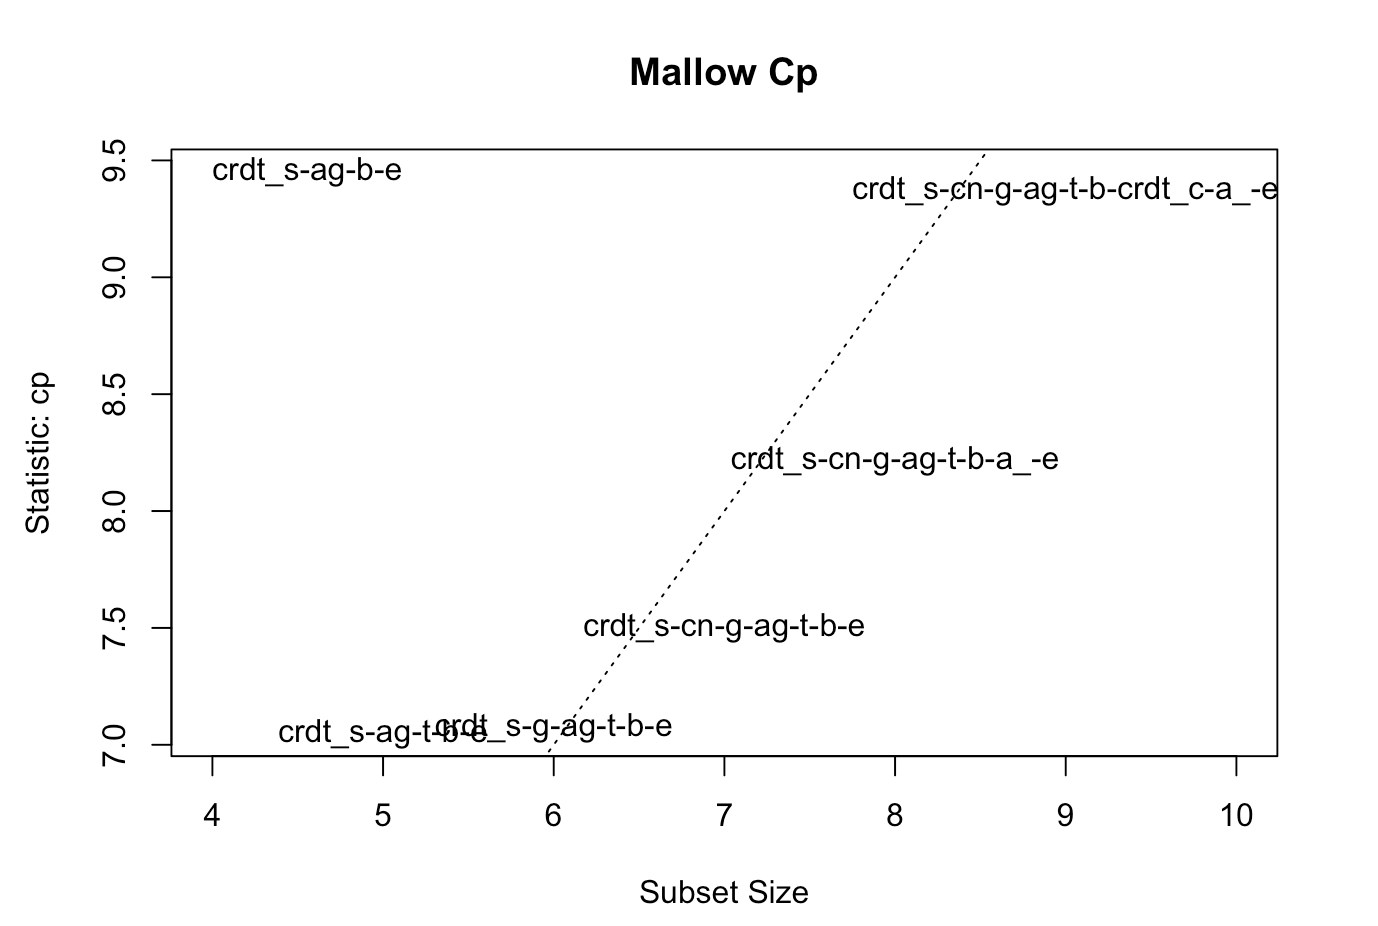 Mallow Cp
Statistic: cp
9.5
9.0
8.5
8.0
7.5
7.0
crdt_s-ag-b-e
crdt_s-cn-g-ag-t-b-crdt_c-a_-e
crdt_s-cn-g-ag-t-b-a_-e
crdt_s-cn-g-ag-t-b-e
crdt_s-ag-t-b-e
crdt_s-g-ag-t-b-e
4 5 6 7 8 9 10
Subset Size